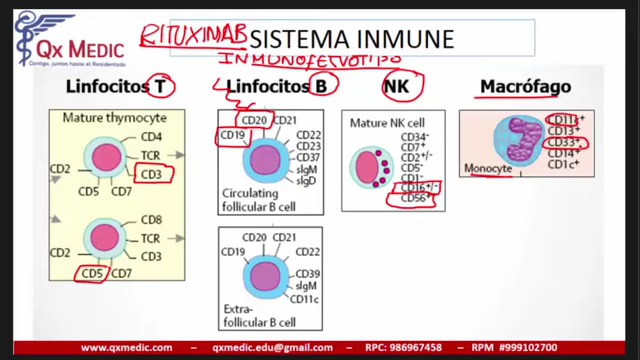 Qx MEDIC
Contigo, juntos hasta el Residentado.
RITUXIMAB
SISTEMA INMUNE
INMUNOFENOTIPO
Linfocitos T
Linfocitos B
NK
Macrófago
Mature thymocyte
CD4
TCR
CD3
CD2
CD5
CD7
CD8
TCR
CD3
CD2
CD5
CD7
CD20
CD21
CD19
CD22
CD23
CD37
sIgM
sIgD
Circulating
follicular B cell
CD20
CD21
CD19
CD22
CD39
sIgM
CD11c
Extra-
follicular B cell
Mature NK cell
CD34-
CD7+
CD2+/-
CD5-
CD1-
CD16+/-
CD56+
CD11c+
CD13+
CD33+
CD14+
CD1c+
Monocyte
www.qxmedic.com - qxmedic.edu@gmail.com - RPC: 986967458 - RPM #999102700